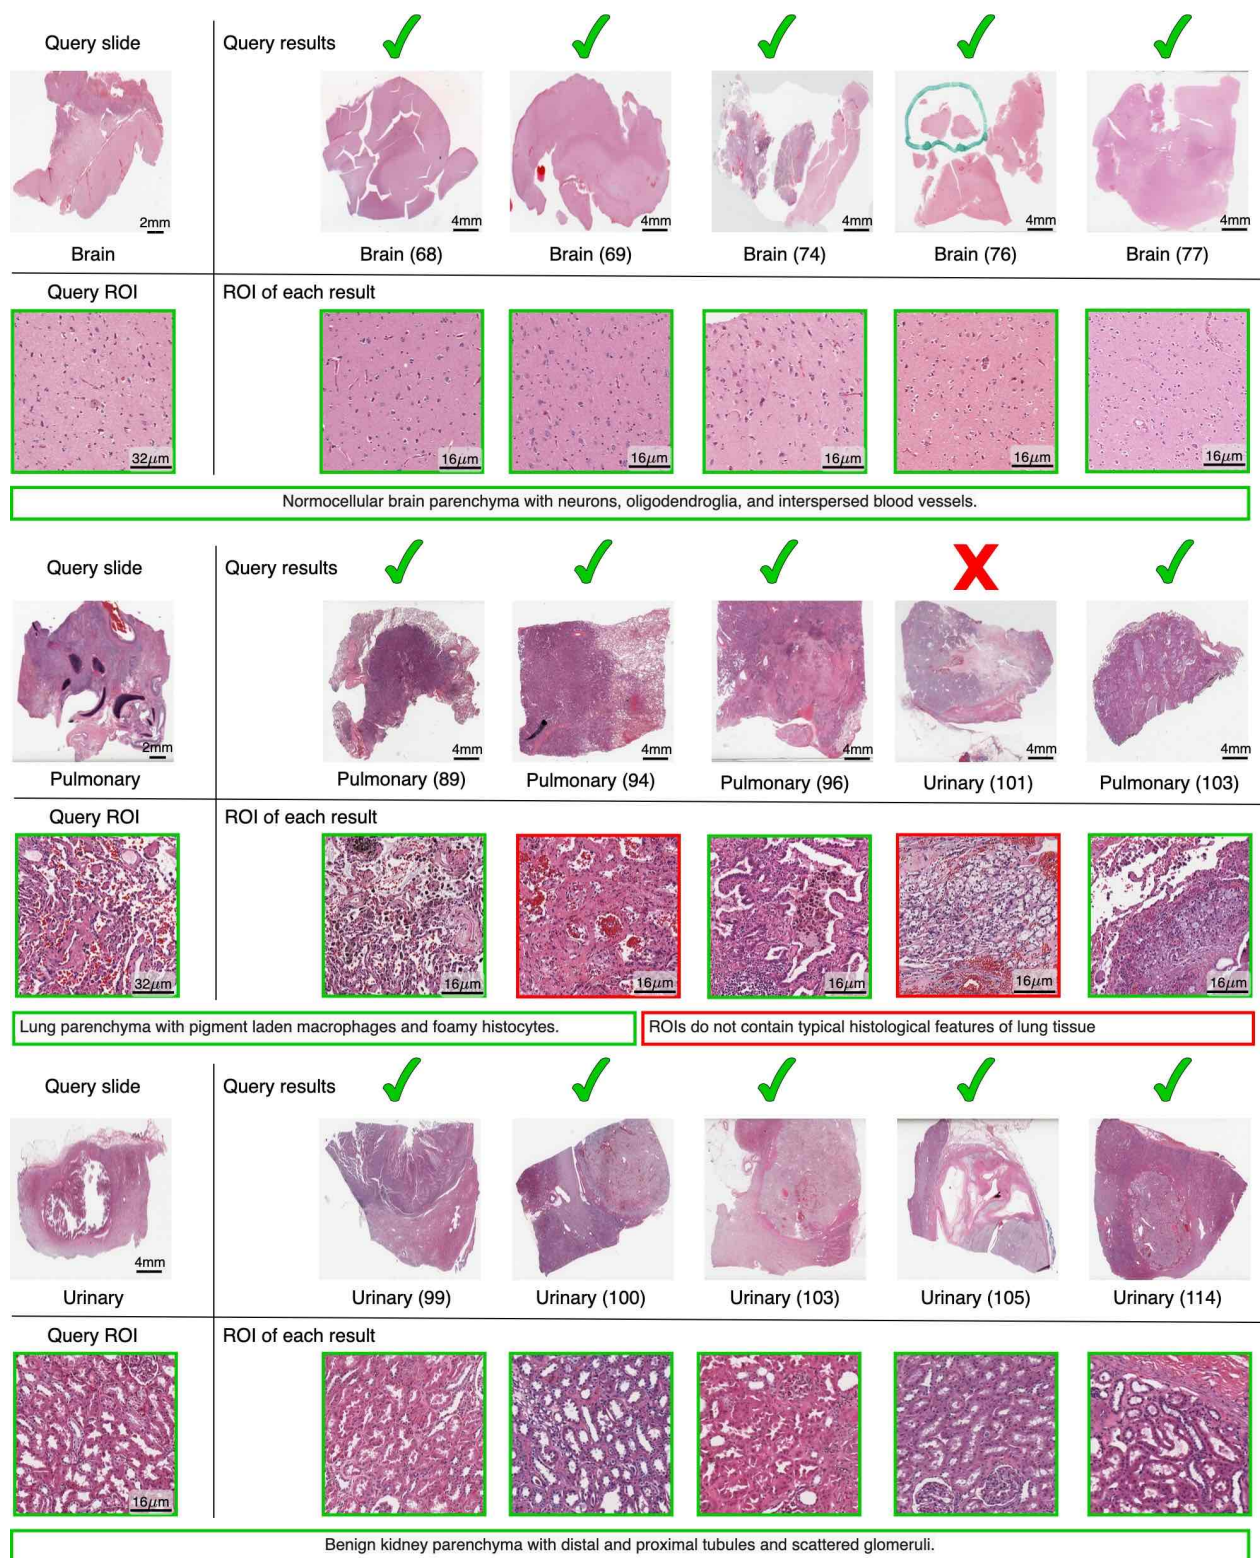 Query slide
Query results
2mm
4mm
4mm
4mm
4mm
4mm
Brain
Brain (68)
Brain (69)
Brain (74)
Brain (76)
Brain (77)
Query ROI
ROI of each result
32μm
16μm
16μm
16μm
16μm
16μm
Normocellular brain parenchyma with neurons, oligodendroglia, and interspersed blood vessels.
Query slide
Query results
X
2mm
4mm
4mm
4mm
4mm
4mm
Pulmonary
Pulmonary (89)
Pulmonary (94)
Pulmonary (96)
Urinary (101)
Pulmonary (103)
Query ROI
ROI of each result
32μm
16μm
16μm
16μm
16μm
16μm
Lung parenchyma with pigment laden macrophages and foamy histocytes.
ROIs do not contain typical histological features of lung tissue
Query slide
Query results
4mm
Urinary
Urinary (99)
Urinary (100)
Urinary (103)
Urinary (105)
Urinary (114)
Query ROI
ROI of each result
16μm
Benign kidney parenchyma with distal and proximal tubules and scattered glomeruli.